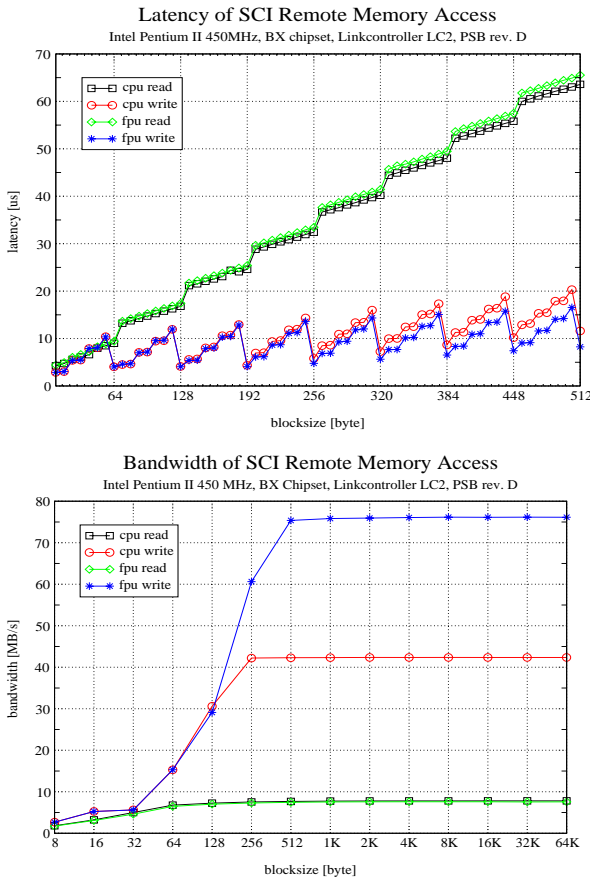 Latency of SCI Remote Memory Access
Intel Pentium II 450MHz, BX chipset, Linkcontroller LC2, PSB rev. D
70
60
50
40
30
20
10
0
latency [us]
cpu read
cpu write
fpu read
fpu write
64 128 192 256 320 384 448 512
blocksize [byte]
Bandwidth of SCI Remote Memory Access
Intel Pentium II 450 MHz, BX Chipset, Linkcontroller LC2, PSB rev. D
80
70
60
50
40
30
20
10
0
bandwidth [MB/s]
cpu read
cpu write
fpu read
fpu write
8 16 32 64 128 256 512 1K 2K 4K 8K 16K 32K 64K
blocksize [byte]